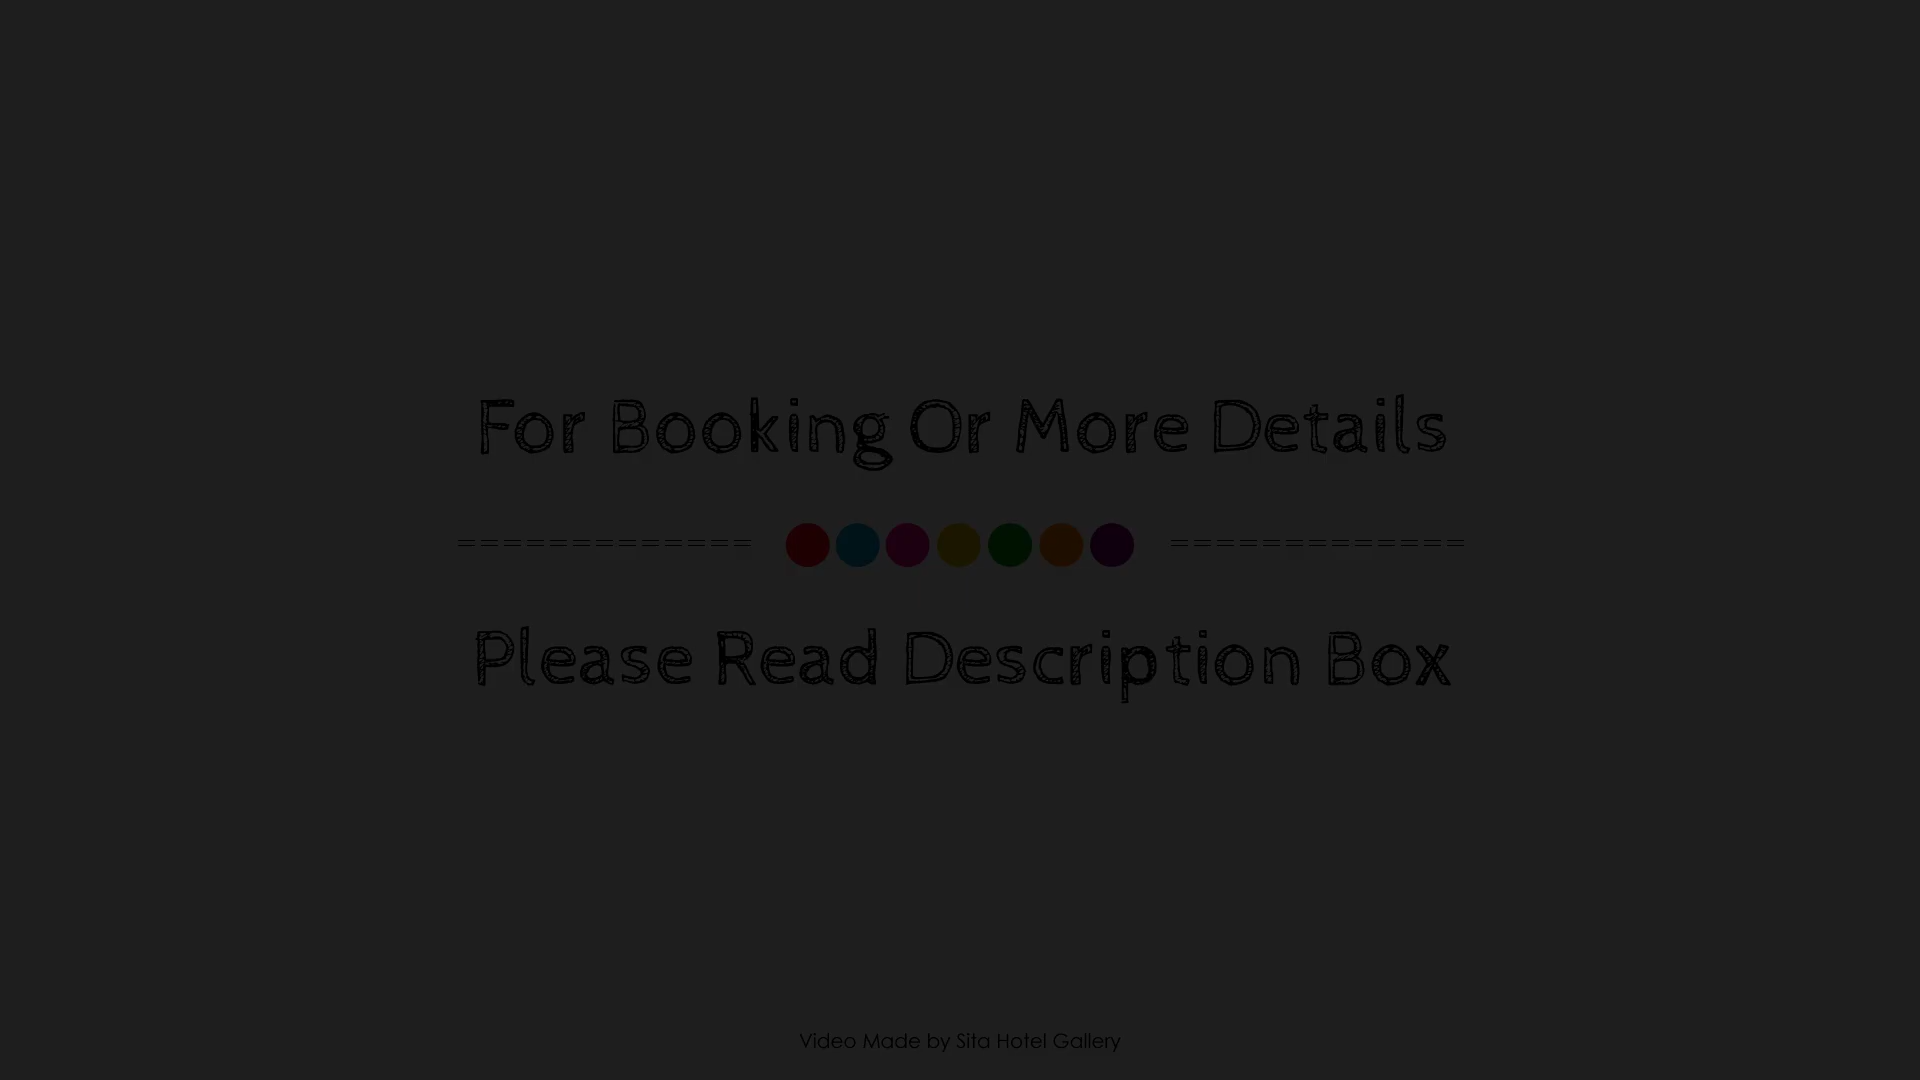 For Booking Or More Details
============= =============
Please Read Description Box
Video Made by Sita Hotel Gallery